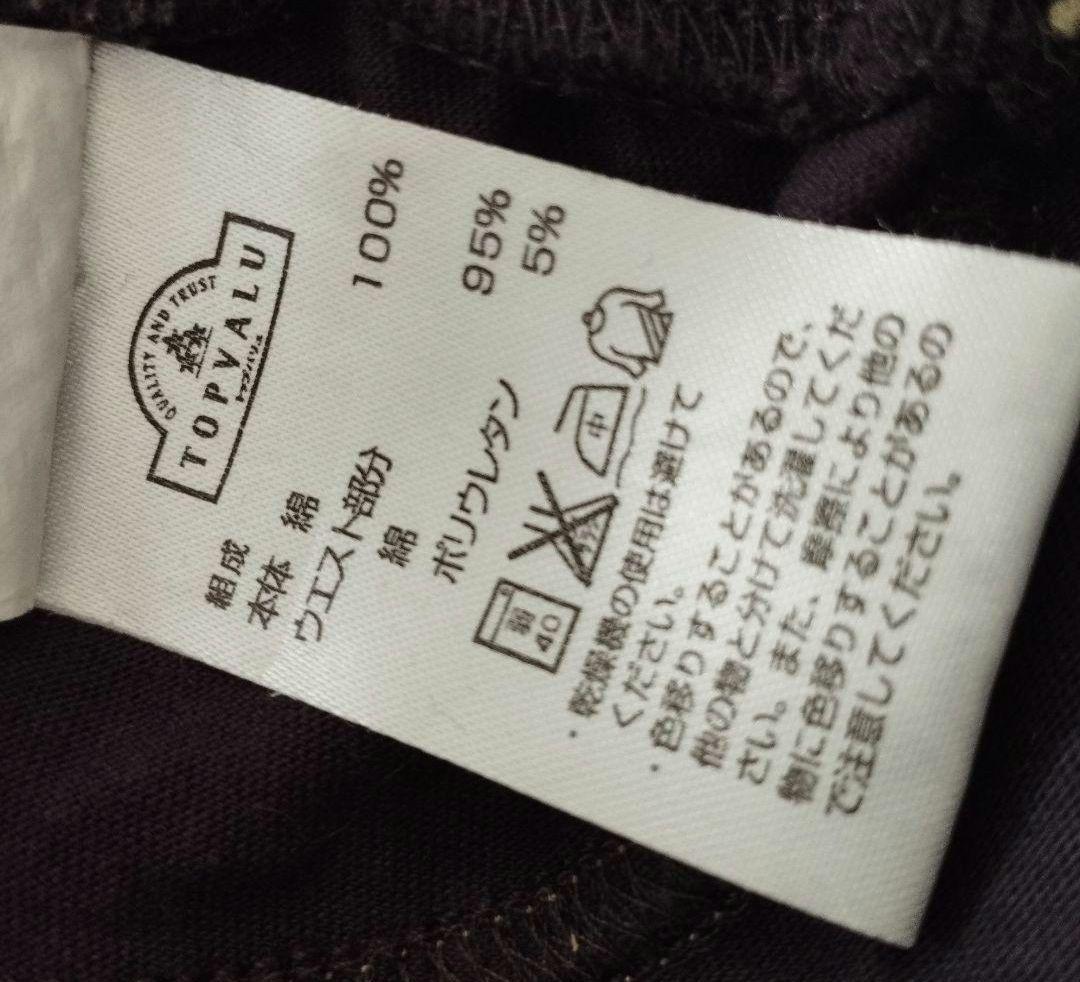 QUALITY AND TRUST
TOPVALU
トップバリュ
組成
本体 綿 100%
ウエスト部分
綿 95%
ポリウレタン 5%
弱
40
中
・乾燥機の使用は避けて
ください。
・色移りすることがあるので、
他の物と分けて洗濯してくだ
さい。また、摩擦により他の
物に色移りすることがあるの
で注意してください。